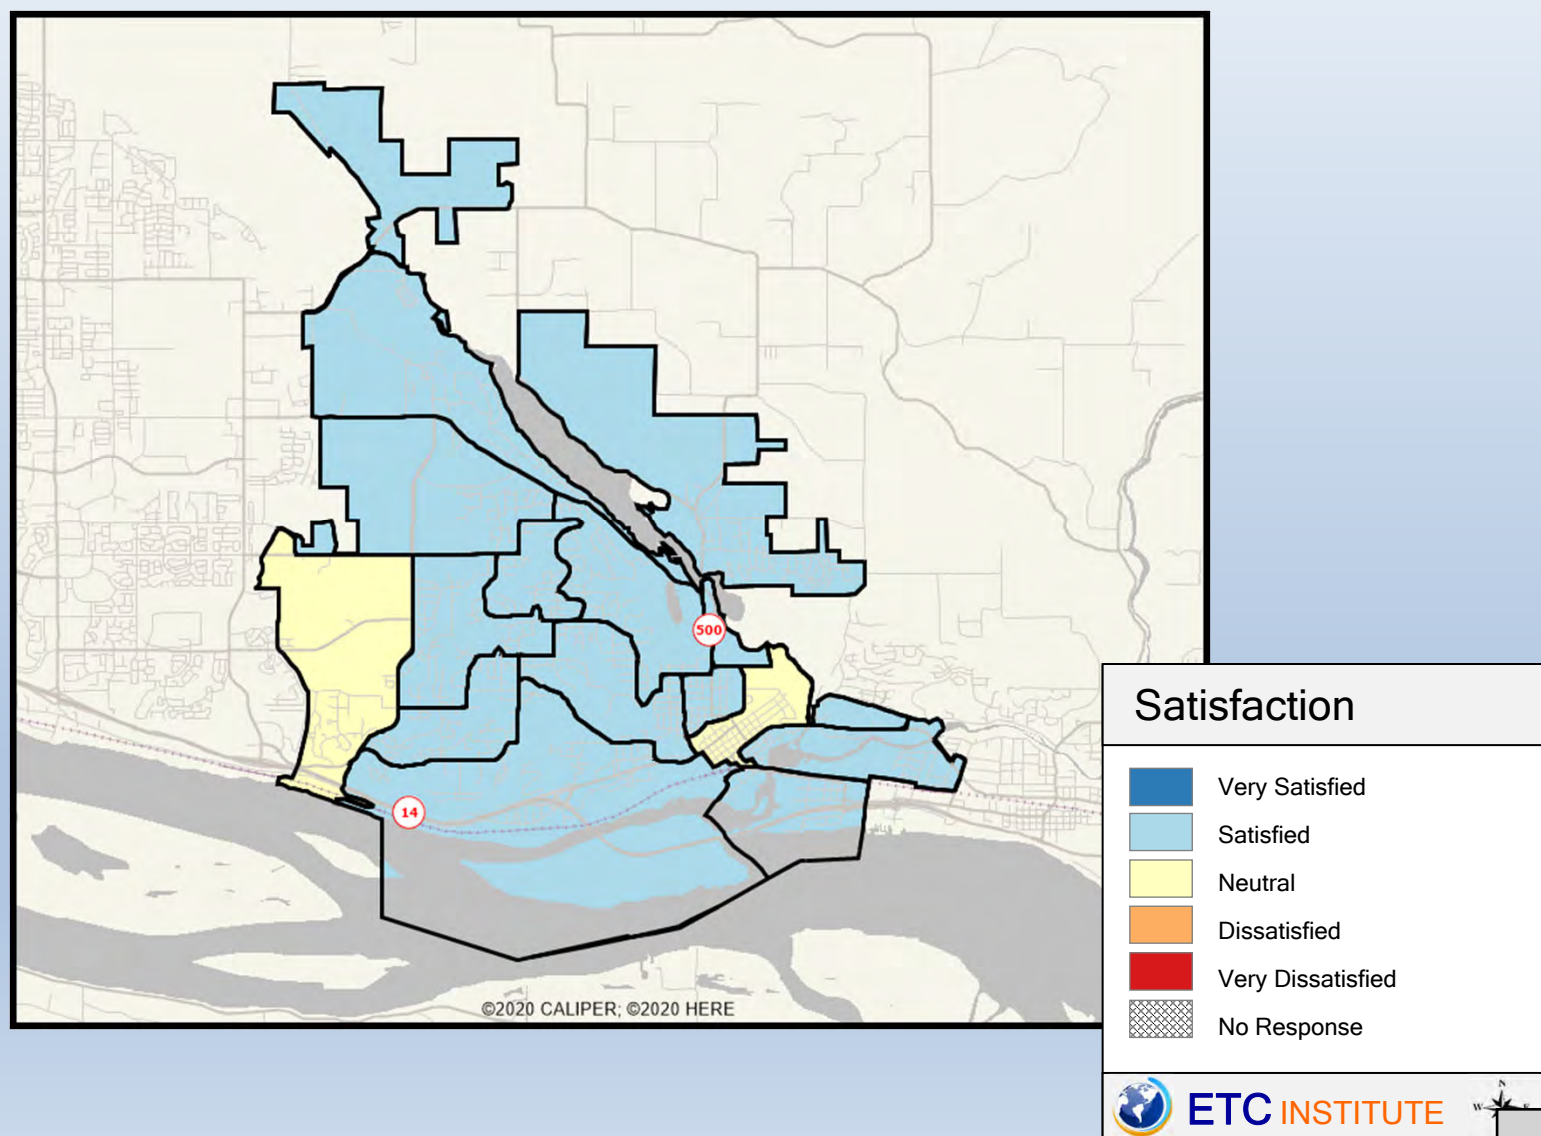 500
14
©2020 CALIPER; ©2020 HERE
Satisfaction
Very Satisfied
Satisfied
Neutral
Dissatisfied
Very Dissatisfied
No Response
ETC INSTITUTE
N
W E